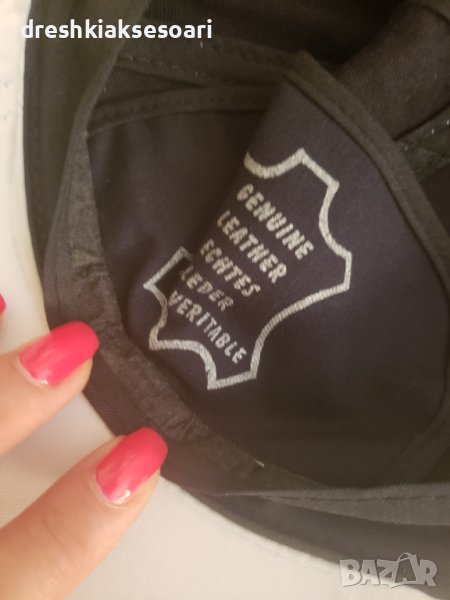 dreshkiaksesoari
GENUINE
LEATHER
ECHTES
LEDER
VERITABLE
BAZAR